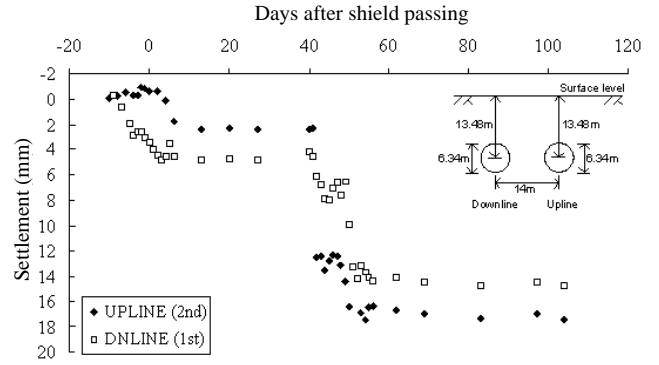 Days after shield passing
-20 0 20 40 60 80 100 120
-2
0
2
4
6
8
10
12
14
16
18
20
Settlement (mm)
Surface level
13.48m 13.48m
6.34m 6.34m
14m
Downline Upline
UPLINE (2nd)
DNLINE (1st)